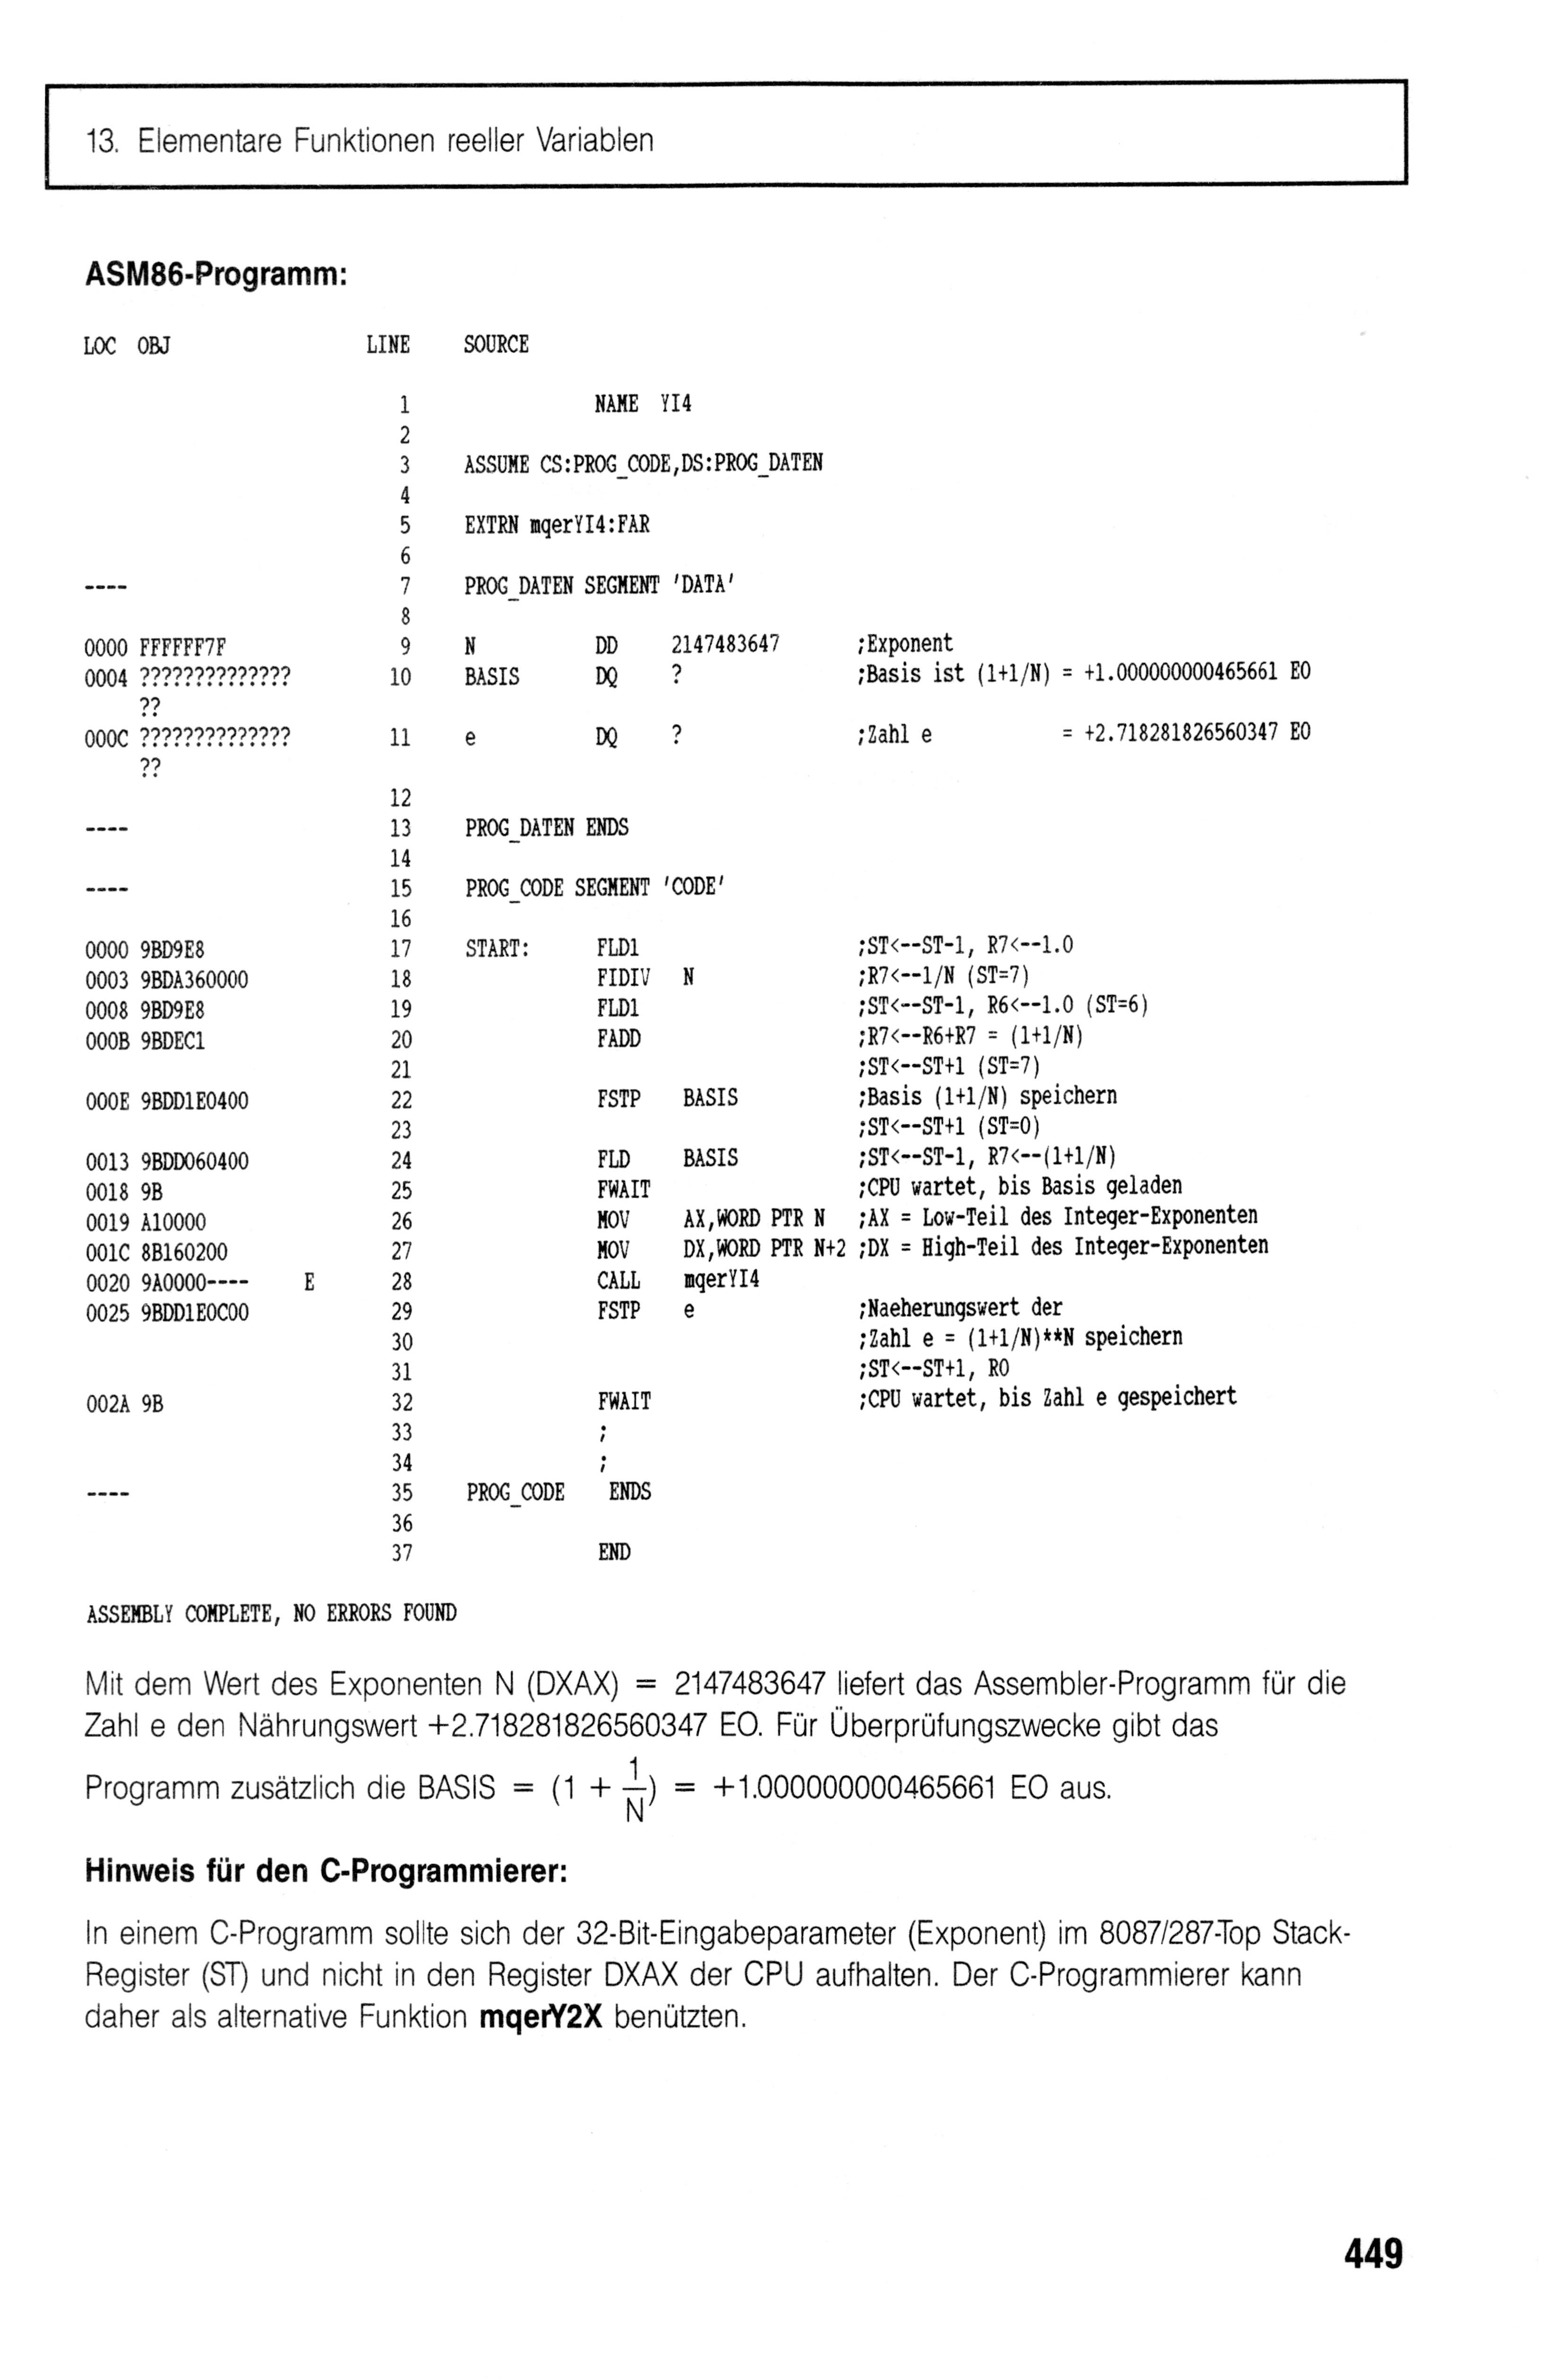 13. Elementare Funktionen reeller Variablen
ASM86-Programm:
LOC OBJ LINE SOURCE
1 NAME YI4
2
3 ASSUME CS:PROG_CODE,DS:PROG_DATEN
4
5 EXTRN mqerYI4:FAR
6
---- 7 PROG_DATEN SEGMENT 'DATA'
8
0000 FFFFFF7F 9 N DD 2147483647 ;Exponent
0004 ?????????????? 10 BASIS DQ ? ;Basis ist (1+1/N) = +1.000000000465661 E0
??
000C ?????????????? 11 e DQ ? ;Zahl e = +2.718281826560347 E0
??
12
---- 13 PROG_DATEN ENDS
14
---- 15 PROG_CODE SEGMENT 'CODE'
16
0000 9BD9E8 17 START: FLD1 ;ST<--ST-1, R7<--1.0
0003 9BDA360000 18 FIDIV N ;R7<--1/N (ST=7)
0008 9BD9E8 19 FLD1 ;ST<--ST-1, R6<--1.0 (ST=6)
000B 9BDEC1 20 FADD ;R7<--R6+R7 = (1+1/N)
21 ;ST<--ST+1 (ST=7)
000E 9BDD1E0400 22 FSTP BASIS ;Basis (1+1/N) speichern
23 ;ST<--ST+1 (ST=0)
0013 9BDD060400 24 FLD BASIS ;ST<--ST-1, R7<--(1+1/N)
0018 9B 25 FWAIT ;CPU wartet, bis Basis geladen
0019 A10000 26 MOV AX,WORD PTR N ;AX = Low-Teil des Integer-Exponenten
001C 8B160200 27 MOV DX,WORD PTR N+2 ;DX = High-Teil des Integer-Exponenten
0020 9A0000---- E 28 CALL mqerYI4
0025 9BDD1E0C00 29 FSTP e ;Naeherungswert der
30 ;Zahl e = (1+1/N)**N speichern
31 ;ST<--ST+1, R0
002A 9B 32 FWAIT ;CPU wartet, bis Zahl e gespeichert
33 ;
34 ;
---- 35 PROG_CODE ENDS
36
37 END
ASSEMBLY COMPLETE, NO ERRORS FOUND
Mit dem Wert des Exponenten N (DXAX) = 2147483647 liefert das Assembler-Programm für die
Zahl e den Nährungswert +2.718281826560347 EO. Für Überprüfungszwecke gibt das
Programm zusätzlich die BASIS = (1 + 1/N) = +1.000000000465661 EO aus.
Hinweis für den C-Programmierer:
In einem C-Programm sollte sich der 32-Bit-Eingabeparameter (Exponent) im 8087/287-Top Stack-
Register (ST) und nicht in den Register DXAX der CPU aufhalten. Der C-Programmierer kann
daher als alternative Funktion mqerY2X benützten.
449